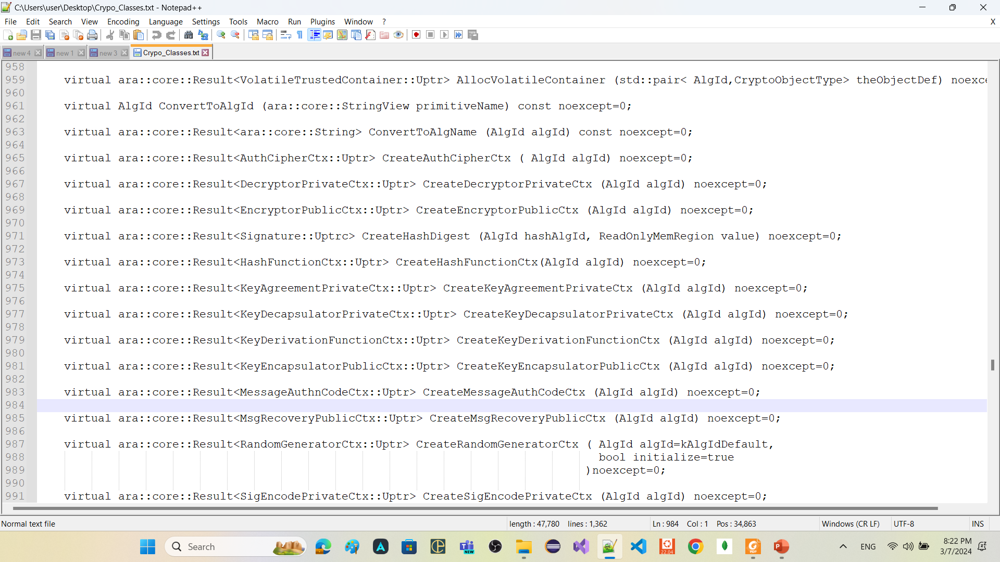 C:\Users\user\Desktop\Crypo_Classes.txt - Notepad++
File Edit Search View Encoding Language Settings Tools Macro Run Plugins Window ? X
new 4 new 1 new 3 Crypo_Classes.txt
958
959 virtual ara::core::Result<VolatileTrustedContainer::Uptr> AllocVolatileContainer (std::pair< AlgId,CryptoObjectType> theObjectDef) noexce
960
961 virtual AlgId ConvertToAlgId (ara::core::StringView primitiveName) const noexcept=0;
962
963 virtual ara::core::Result<ara::core::String> ConvertToAlgName (AlgId algId) const noexcept=0;
964
965 virtual ara::core::Result<AuthCipherCtx::Uptr> CreateAuthCipherCtx ( AlgId algId) noexcept=0;
966
967 virtual ara::core::Result<DecryptorPrivateCtx::Uptr> CreateDecryptorPrivateCtx (AlgId algId) noexcept=0;
968
969 virtual ara::core::Result<EncryptorPublicCtx::Uptr> CreateEncryptorPublicCtx (AlgId algId) noexcept=0;
970
971 virtual ara::core::Result<Signature::Uptrc> CreateHashDigest (AlgId hashAlgId, ReadOnlyMemRegion value) noexcept=0;
972
973 virtual ara::core::Result<HashFunctionCtx::Uptr> CreateHashFunctionCtx(AlgId algId) noexcept=0;
974
975 virtual ara::core::Result<KeyAgreementPrivateCtx::Uptr> CreateKeyAgreementPrivateCtx (AlgId algId) noexcept=0;
976
977 virtual ara::core::Result<KeyDecapsulatorPrivateCtx::Uptr> CreateKeyDecapsulatorPrivateCtx (AlgId algId) noexcept=0;
978
979 virtual ara::core::Result<KeyDerivationFunctionCtx::Uptr> CreateKeyDerivationFunctionCtx (AlgId algId) noexcept=0;
980
981 virtual ara::core::Result<KeyEncapsulatorPublicCtx::Uptr> CreateKeyEncapsulatorPublicCtx (AlgId algId) noexcept=0;
982
983 virtual ara::core::Result<MessageAuthnCodeCtx::Uptr> CreateMessageAuthCodeCtx (AlgId algId) noexcept=0;
984
985 virtual ara::core::Result<MsgRecoveryPublicCtx::Uptr> CreateMsgRecoveryPublicCtx (AlgId algId) noexcept=0;
986
987 virtual ara::core::Result<RandomGeneratorCtx::Uptr> CreateRandomGeneratorCtx ( AlgId algId=kAlgIdDefault,
988 bool initialize=true
989 )noexcept=0;
990
991 virtual ara::core::Result<SigEncodePrivateCtx::Uptr> CreateSigEncodePrivateCtx (AlgId algId) noexcept=0;
Normal text file length : 47,780 lines : 1,362 Ln : 984 Col : 1 Pos : 34,863 Windows (CR LF) UTF-8 INS
Search NEW 22.04 PDF P ENG 8:22 PM
3/7/2024